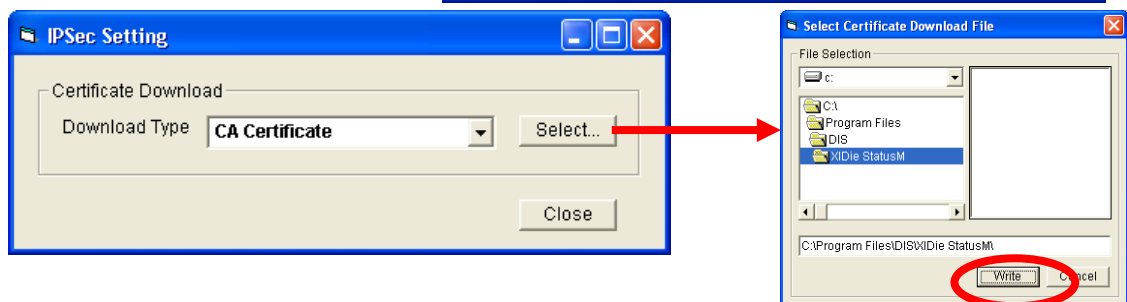 IPSec Setting
Certificate Download
Download Type CA Certificate Select...
Close
Select Certificate Download File
File Selection
c:
C:\
Program Files
DIS
XIDie StatusM
C:\Program Files\DIS\XIDie StatusM\
Write Cancel